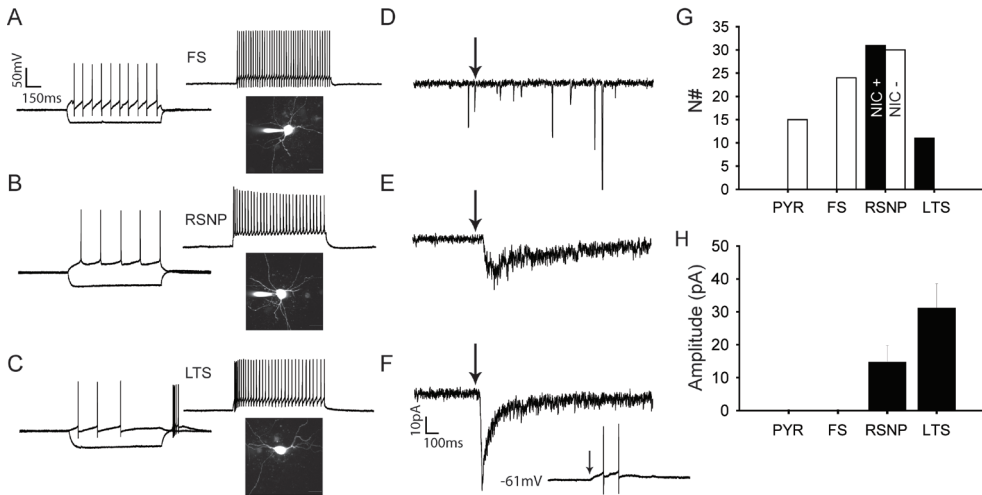 A
50mV
150ms
FS
B
RSNP
C
LTS
D
E
F
10pA
100ms
-61mV
G
N#
35
30
25
20
15
10
5
0
NIC +
NIC -
PYR FS RSNP LTS
H
Amplitude (pA)
50
40
30
20
10
0
PYR FS RSNP LTS